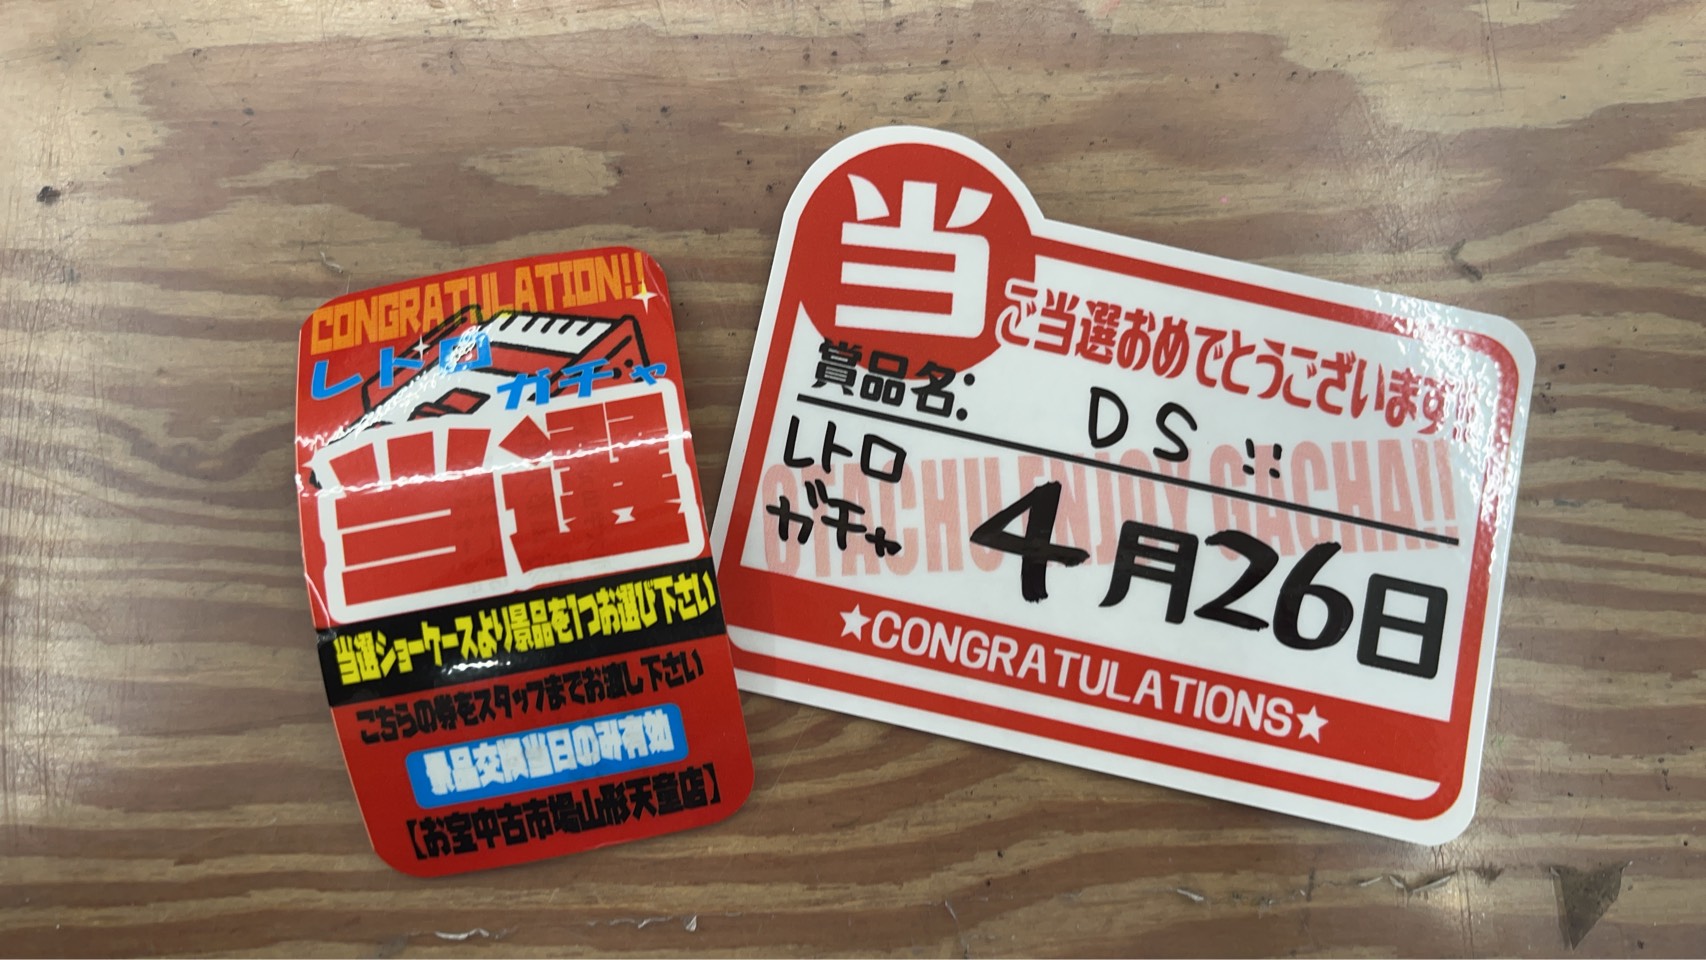 CONGRATULATION!!
レトロ
ガチャ
当選
当選ショーケースより景品を1つお選び下さい
こちらの券をスタッフまでお渡し下さい
景品交換当日のみ有効
【お宝中古市場山形天童店】
当
ご当選おめでとうございます!!
賞品名: DS!!
OTACHU ENJOY GACHA!!
レトロ
ガチャ
4月26日
★CONGRATULATIONS★